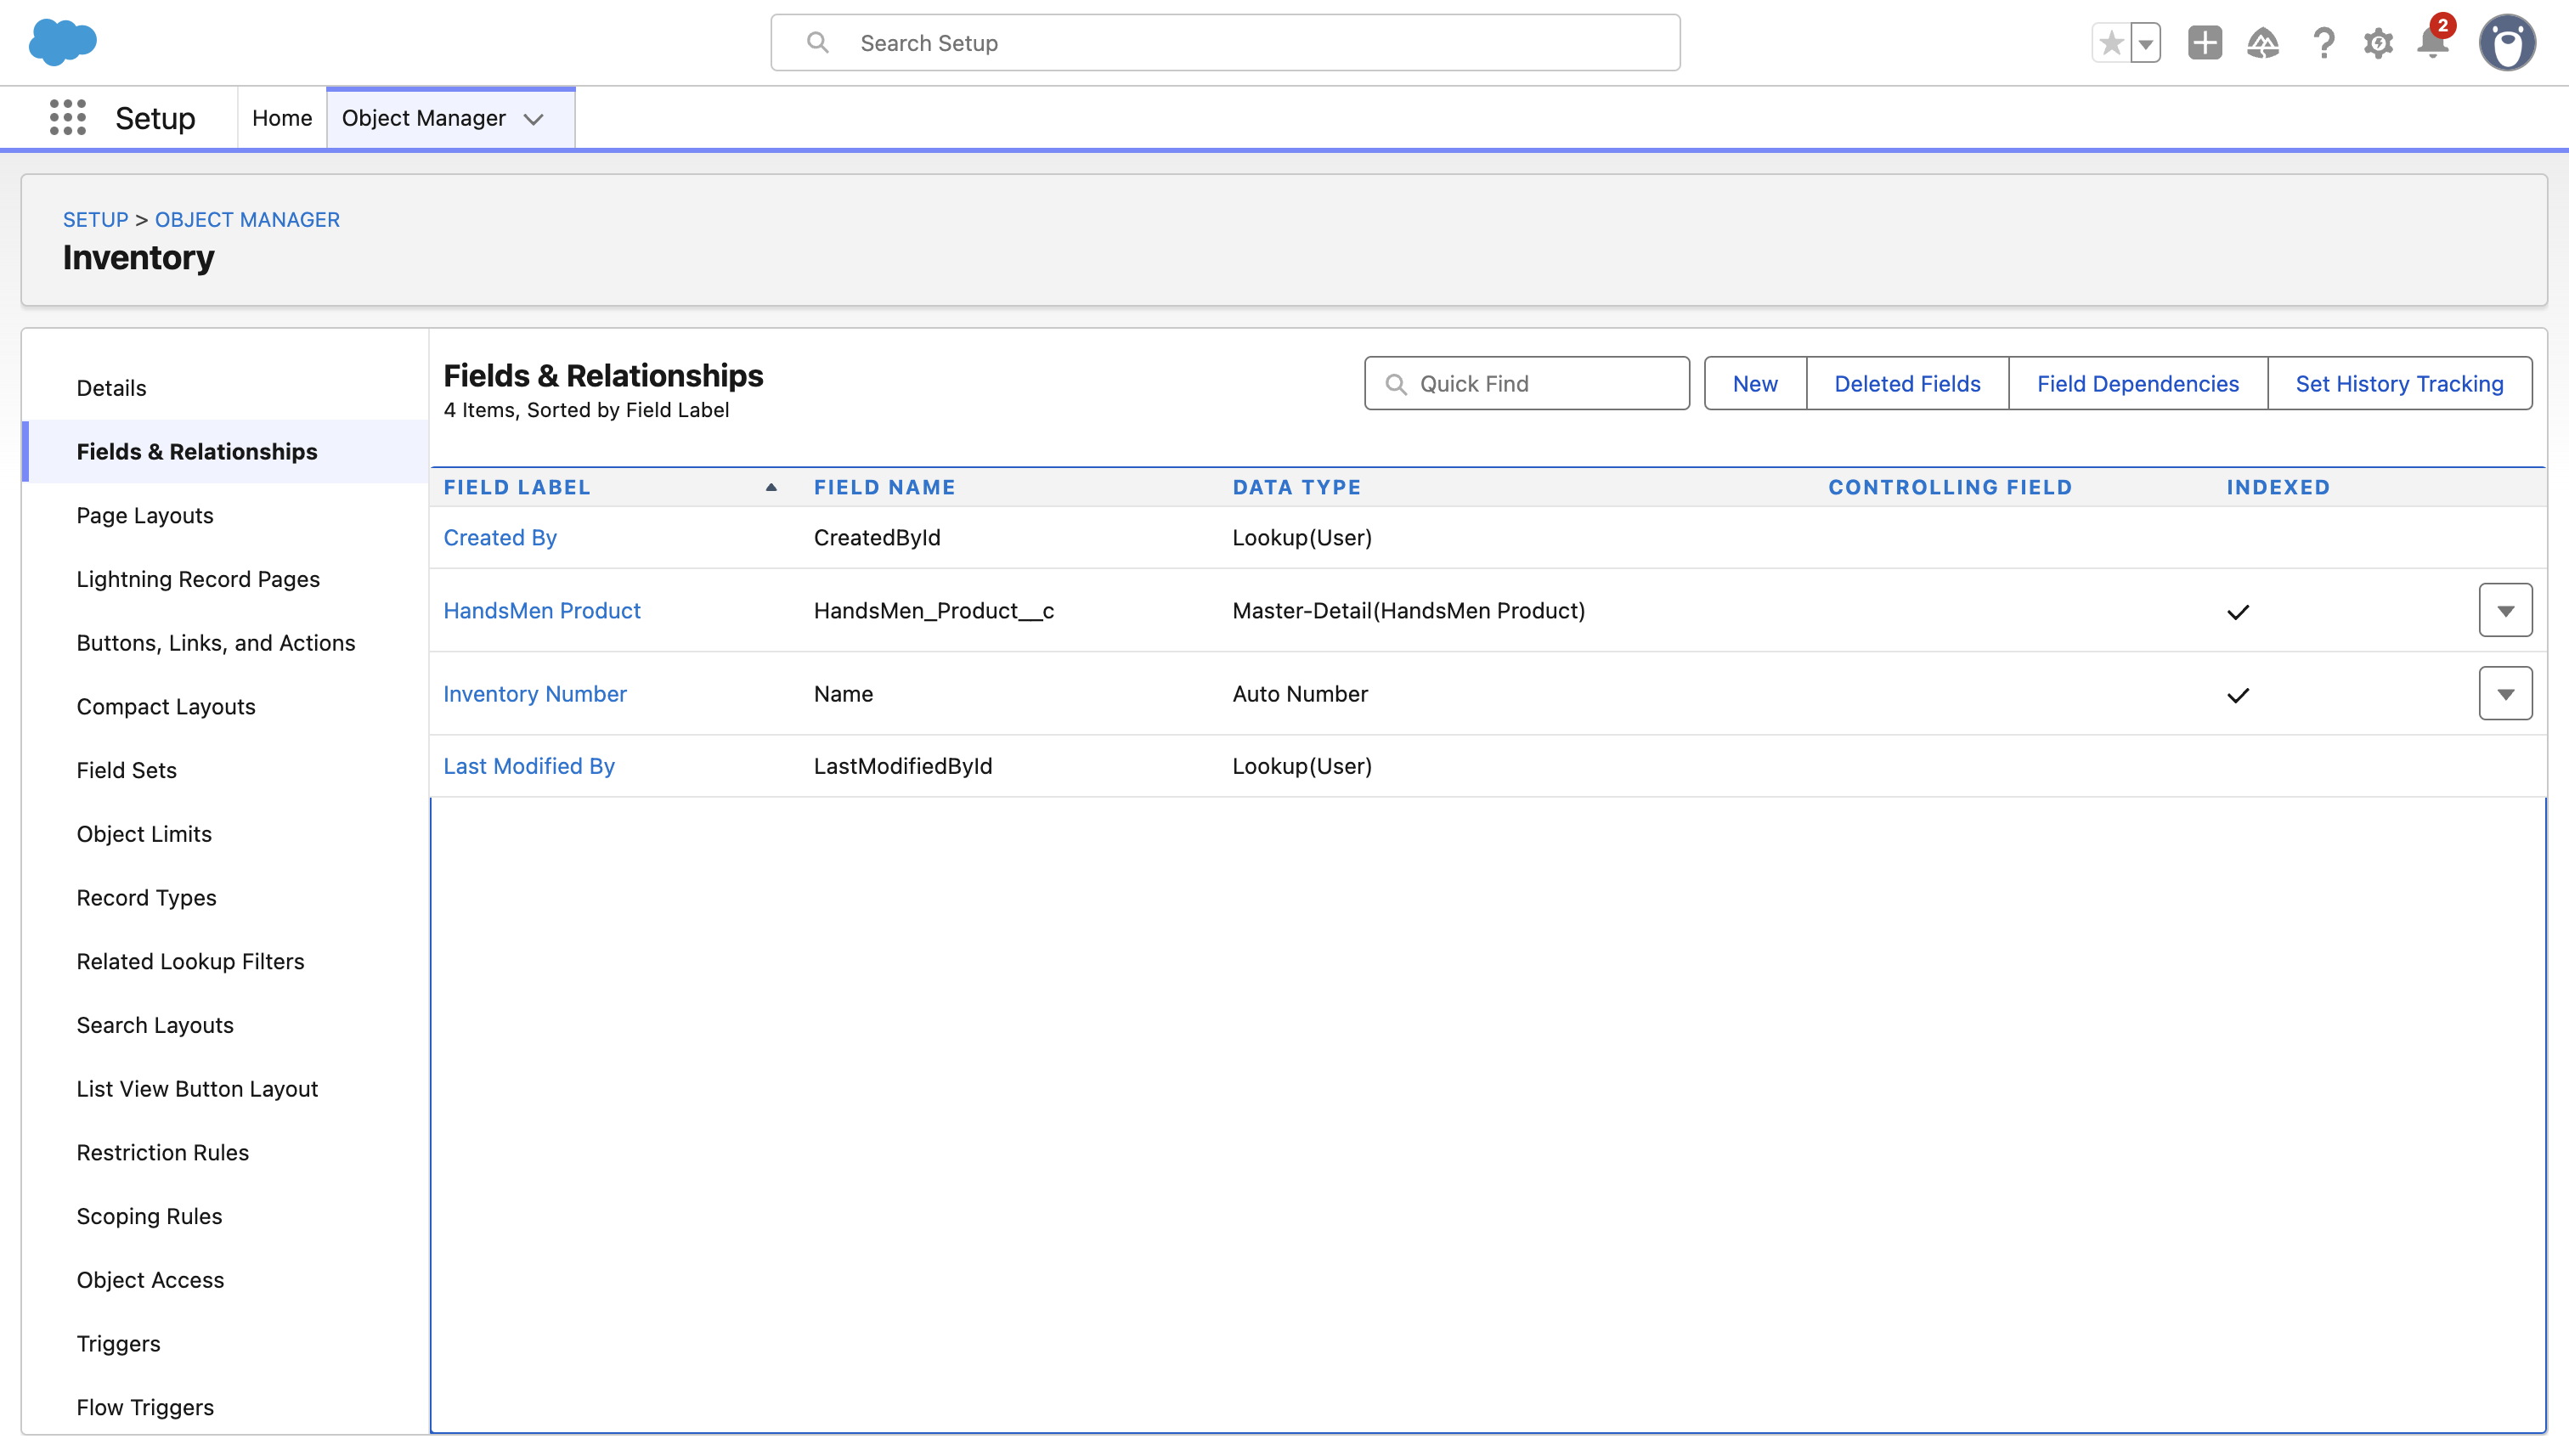 Search Setup
2
Setup
Home
Object Manager
SETUP > OBJECT MANAGER
Inventory
Details
Fields & Relationships
Page Layouts
Lightning Record Pages
Buttons, Links, and Actions
Compact Layouts
Field Sets
Object Limits
Record Types
Related Lookup Filters
Search Layouts
List View Button Layout
Restriction Rules
Scoping Rules
Object Access
Triggers
Flow Triggers
Fields & Relationships
4 Items, Sorted by Field Label
Quick Find
New
Deleted Fields
Field Dependencies
Set History Tracking
FIELD LABEL FIELD NAME DATA TYPE CONTROLLING FIELD INDEXED
Created By CreatedById Lookup(User)
HandsMen Product HandsMen_Product__c Master-Detail(HandsMen Product)
Inventory Number Name Auto Number
Last Modified By LastModifiedById Lookup(User)